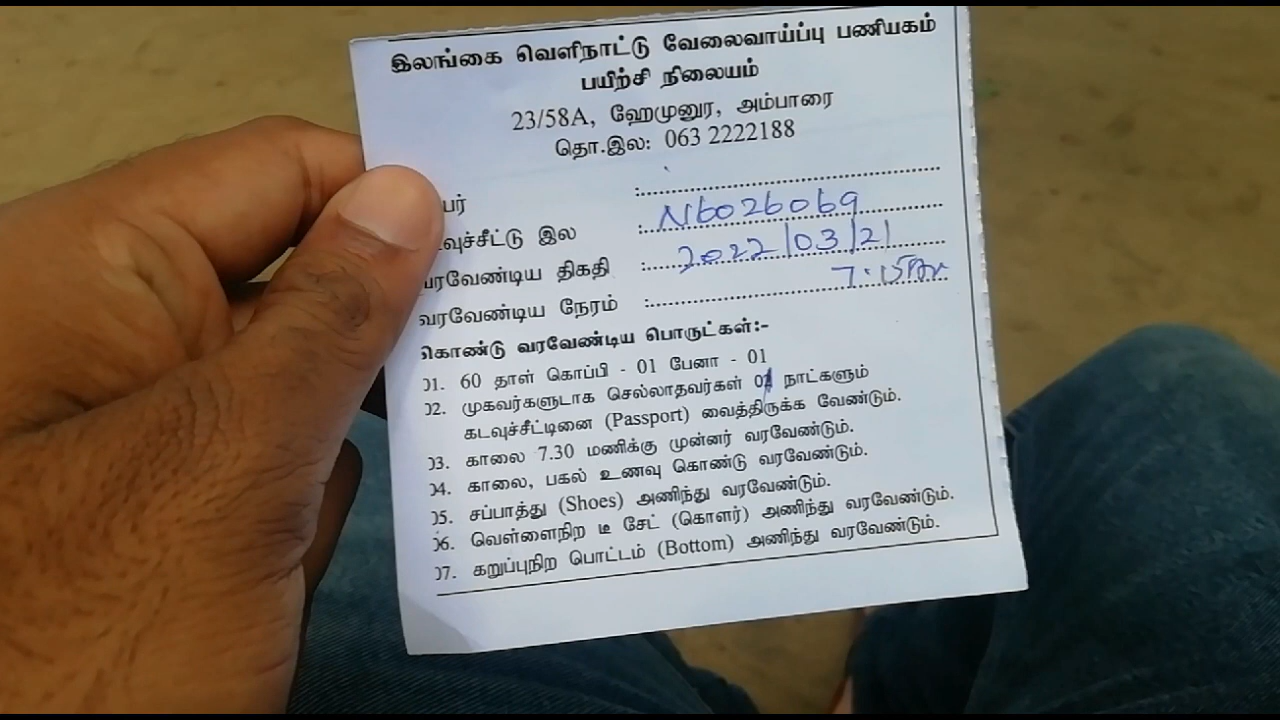 இலங்கை வெளிநாட்டு வேலைவாய்ப்பு பணியகம்
பயிற்சி நிலையம்
23/58A, ஹேமுனுர, அம்பாரை
தொ.இல: 063 2222188
பர் :
டவுச்சீட்டு இல : N6026069
வரவேண்டிய திகதி : 2022/03/21
வரவேண்டிய நேரம் :
கொண்டு வரவேண்டிய பொருட்கள்:-
01. 60 தாள் கொப்பி - 01 பேனா - 01
02. முகவர்களுடாக செல்லாதவர்கள் நாட்களும்
கடவுச்சீட்டினை (Passport) வைத்திருக்க வேண்டும்.
03. காலை 7.30 மணிக்கு முன்னர் வரவேண்டும்.
04. காலை, பகல் உணவு கொண்டு வரவேண்டும்.
05. சப்பாத்து (Shoes) அணிந்து வரவேண்டும்.
06. வெள்ளைநிற டீ சேட் (கொளர்) அணிந்து வரவேண்டும்.
07. கறுப்புநிற பொட்டம் (Bottom) அணிந்து வரவேண்டும்.